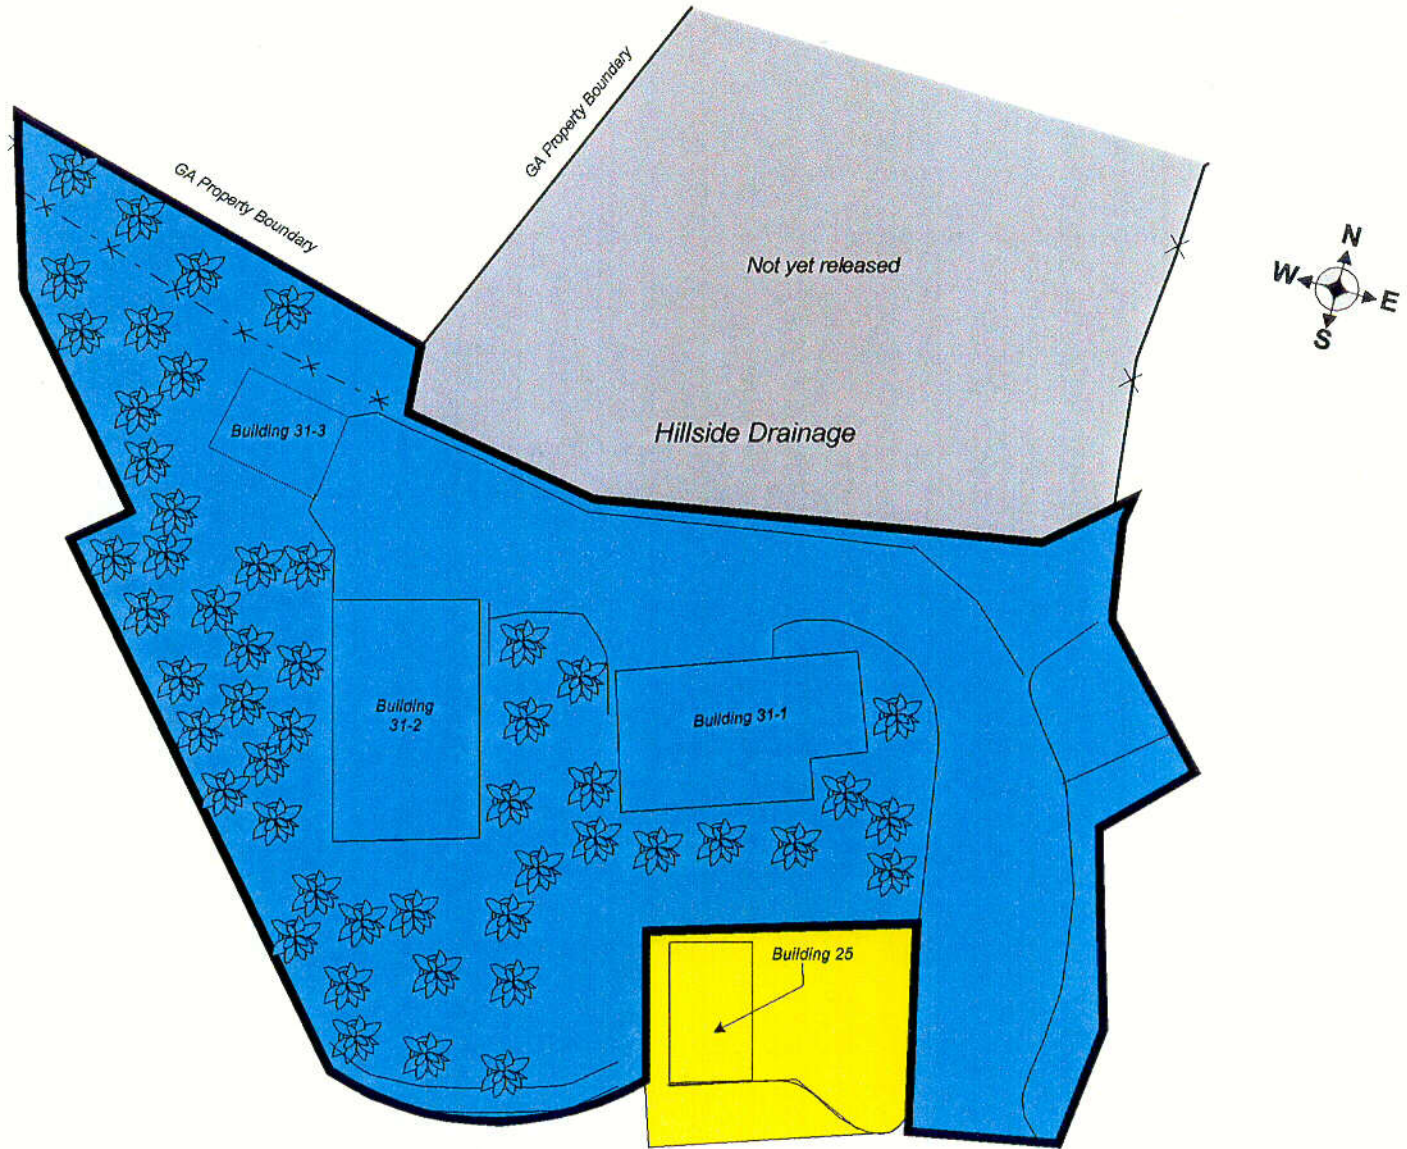 GA Property Boundary
GA Property Boundary
Not yet released
N
W
E
S
Hillside Drainage
Building 31-3
Building
31-2
Building 31-1
Building 25